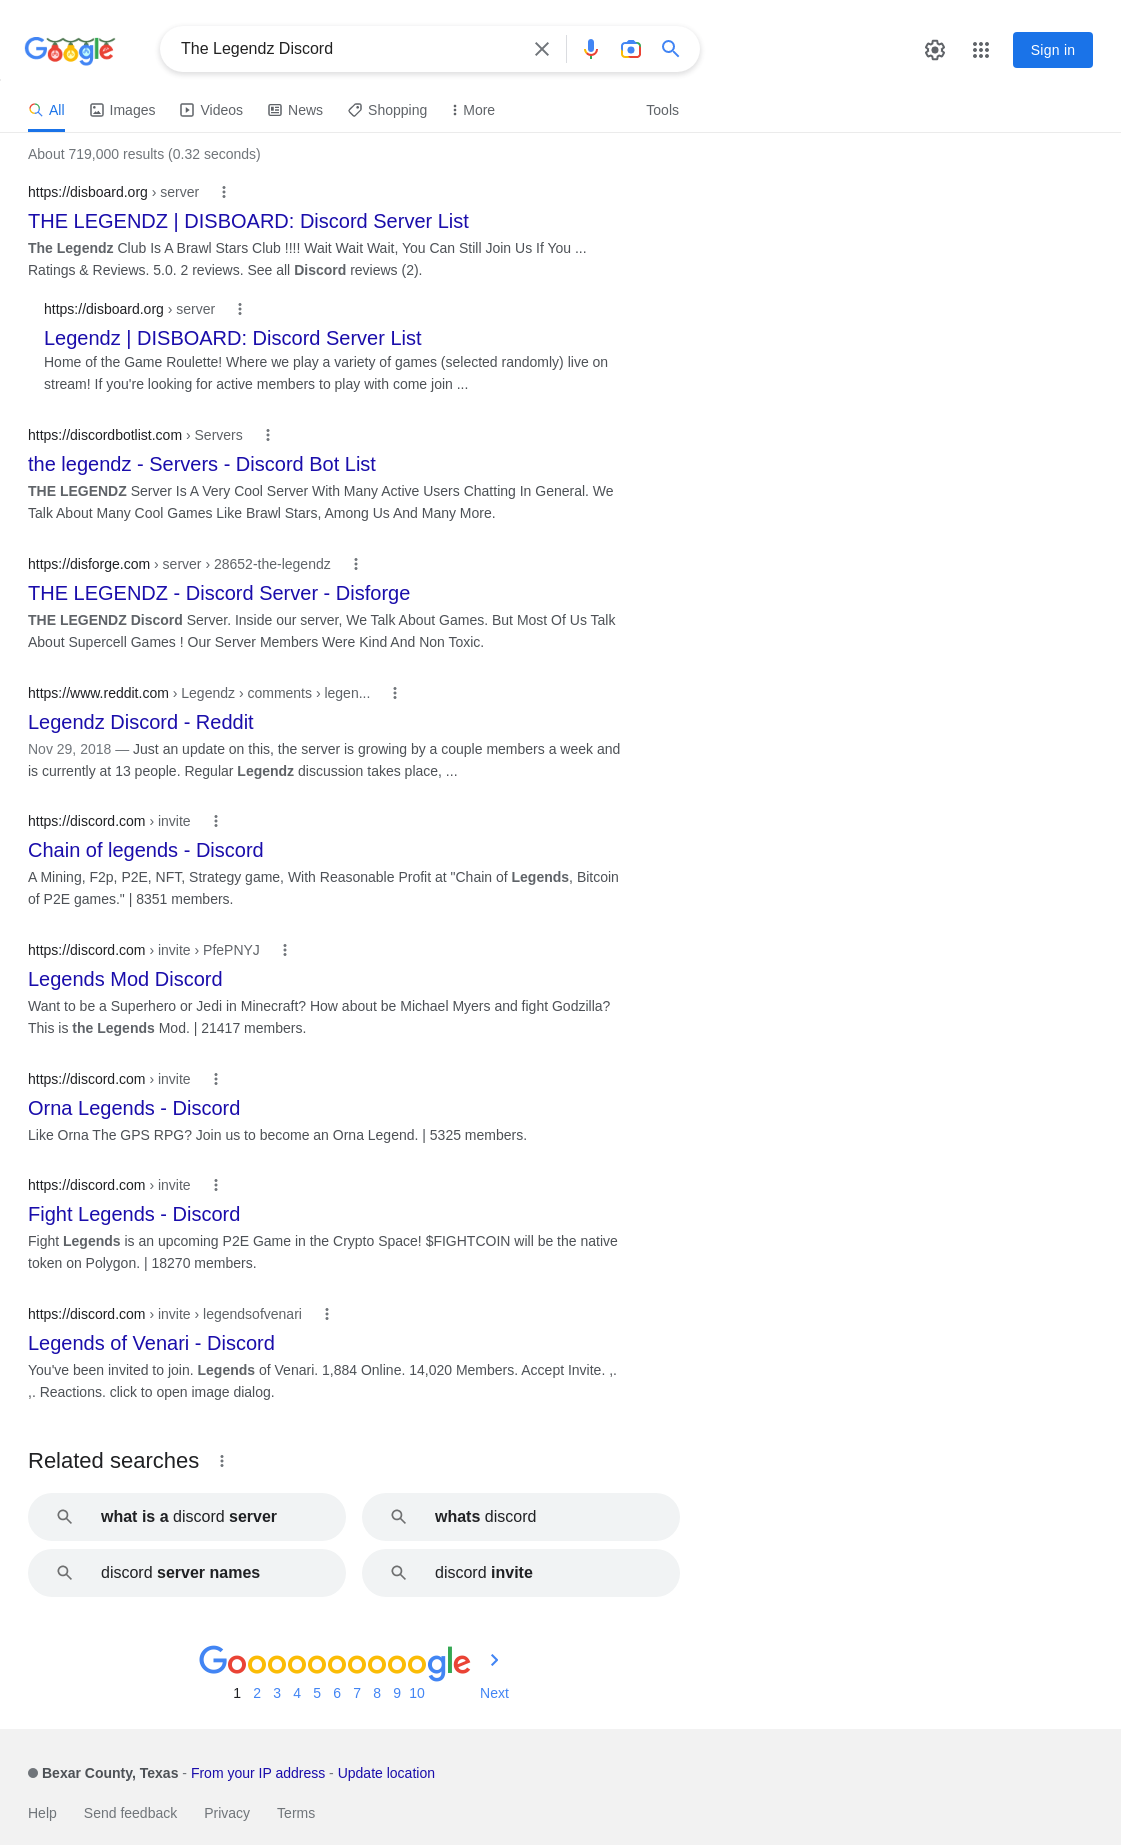 Google
The Legendz Discord
Sign in
All Images Videos News Shopping More Tools
About 719,000 results (0.32 seconds)
https://disboard.org › server
THE LEGENDZ | DISBOARD: Discord Server List
The Legendz Club Is A Brawl Stars Club !!!! Wait Wait Wait, You Can Still Join Us If You ...
Ratings & Reviews. 5.0. 2 reviews. See all Discord reviews (2).
https://disboard.org › server
Legendz | DISBOARD: Discord Server List
Home of the Game Roulette! Where we play a variety of games (selected randomly) live on
stream! If you're looking for active members to play with come join ...
https://discordbotlist.com › Servers
the legendz - Servers - Discord Bot List
THE LEGENDZ Server Is A Very Cool Server With Many Active Users Chatting In General. We
Talk About Many Cool Games Like Brawl Stars, Among Us And Many More.
https://disforge.com › server › 28652-the-legendz
THE LEGENDZ - Discord Server - Disforge
THE LEGENDZ Discord Server. Inside our server, We Talk About Games. But Most Of Us Talk
About Supercell Games ! Our Server Members Were Kind And Non Toxic.
https://www.reddit.com › Legendz › comments › legen...
Legendz Discord - Reddit
Nov 29, 2018 — Just an update on this, the server is growing by a couple members a week and
is currently at 13 people. Regular Legendz discussion takes place, ...
https://discord.com › invite
Chain of legends - Discord
A Mining, F2p, P2E, NFT, Strategy game, With Reasonable Profit at "Chain of Legends, Bitcoin
of P2E games." | 8351 members.
https://discord.com › invite › PfePNYJ
Legends Mod Discord
Want to be a Superhero or Jedi in Minecraft? How about be Michael Myers and fight Godzilla?
This is the Legends Mod. | 21417 members.
https://discord.com › invite
Orna Legends - Discord
Like Orna The GPS RPG? Join us to become an Orna Legend. | 5325 members.
https://discord.com › invite
Fight Legends - Discord
Fight Legends is an upcoming P2E Game in the Crypto Space! $FIGHTCOIN will be the native
token on Polygon. | 18270 members.
https://discord.com › invite › legendsofvenari
Legends of Venari - Discord
You've been invited to join. Legends of Venari. 1,884 Online. 14,020 Members. Accept Invite. ,.
,. Reactions. click to open image dialog.
Related searches
what is a discord server
whats discord
discord server names
discord invite
Goooooooooogle
1 2 3 4 5 6 7 8 9 10 Next
Bexar County, Texas - From your IP address - Update location
Help Send feedback Privacy Terms